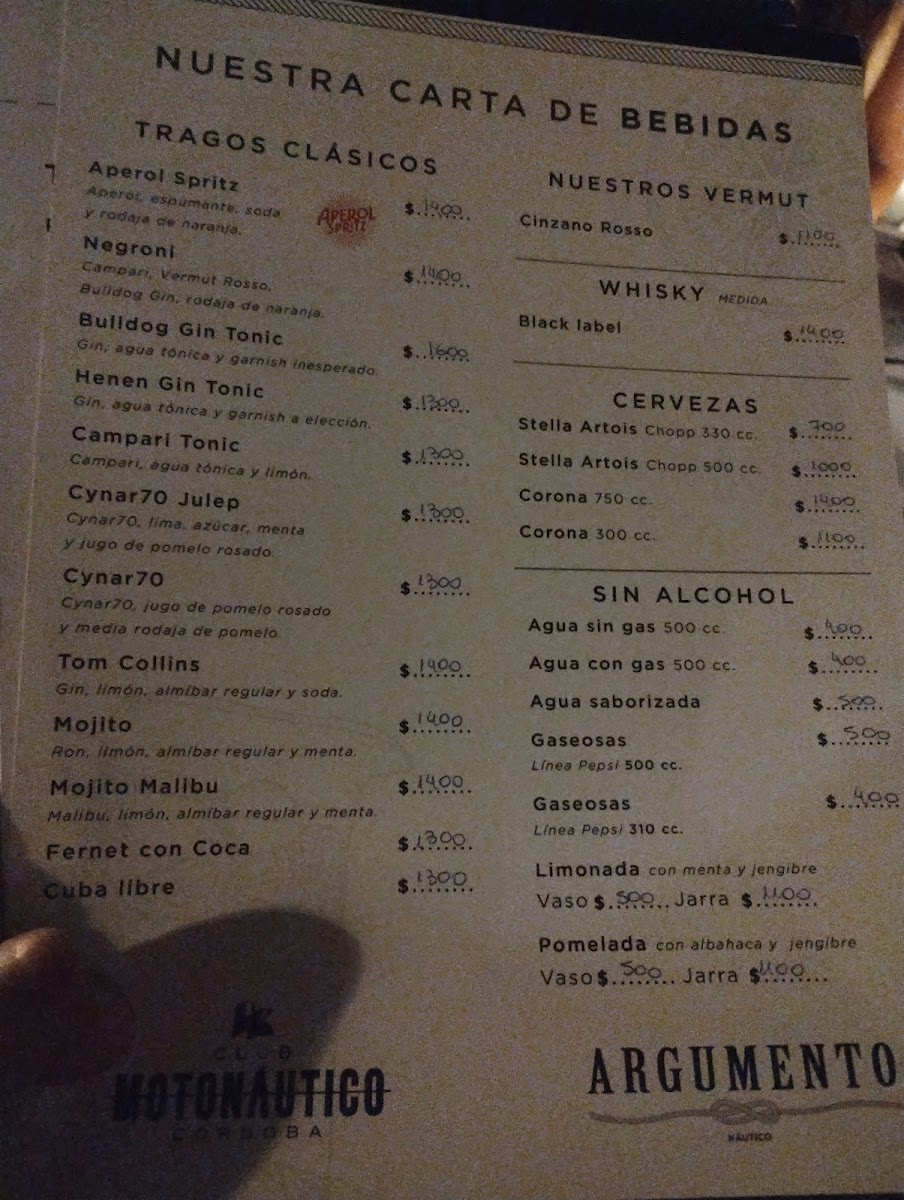 NUESTRA CARTA DE BEBIDAS
TRAGOS CLÁSICOS
Aperol Spritz
Aperol, espumante, soda
y rodaja de naranja.
APEROL
SPRITZ
$.1400.
Negroni
Campari, Vermut Rosso,
Bulldog Gin, rodaja de naranja.
$.1400.
Bulldog Gin Tonic
Gin, agua tónica y garnish inesperado.
$.1600.
Henen Gin Tonic
Gin, agua tónica y garnish a elección.
$.1300.
Campari Tonic
Campari, agua tónica y limón.
$.1300.
Cynar70 Julep
Cynar70, lima, azúcar, menta
y jugo de pomelo rosado.
$.1300.
Cynar70
Cynar70, jugo de pomelo rosado
y media rodaja de pomelo.
$.1300
Tom Collins
Gin, limón, almíbar regular y soda.
$.1400
Mojito
Ron, limón, almíbar regular y menta.
$.1400
Mojito Malibu
Malibu, limón, almíbar regular y menta.
$.1400.
Fernet con Coca $.1300.
Cuba libre $.1300.
CLUB
MOTONÁUTICO
CÓRDOBA
NUESTROS VERMUT
Cinzano Rosso $.1100.
WHISKY MEDIDA
Black label $.1400
CERVEZAS
Stella Artois Chopp 330 cc. $.700
Stella Artois Chopp 500 cc. $.1000
Corona 750 cc. $.1400
Corona 300 cc. $.1100
SIN ALCOHOL
Agua sin gas 500 cc. $.400
Agua con gas 500 cc. $.400
Agua saborizada $.500.
Gaseosas $.500
Línea Pepsi 500 cc.
Gaseosas $.400
Línea Pepsi 310 cc.
Limonada con menta y jengibre
Vaso $.500.. Jarra $.1100.
Pomelada con albahaca y jengibre
Vaso $.500.. Jarra $1100...
ARGUMENTO
NÁUTICO